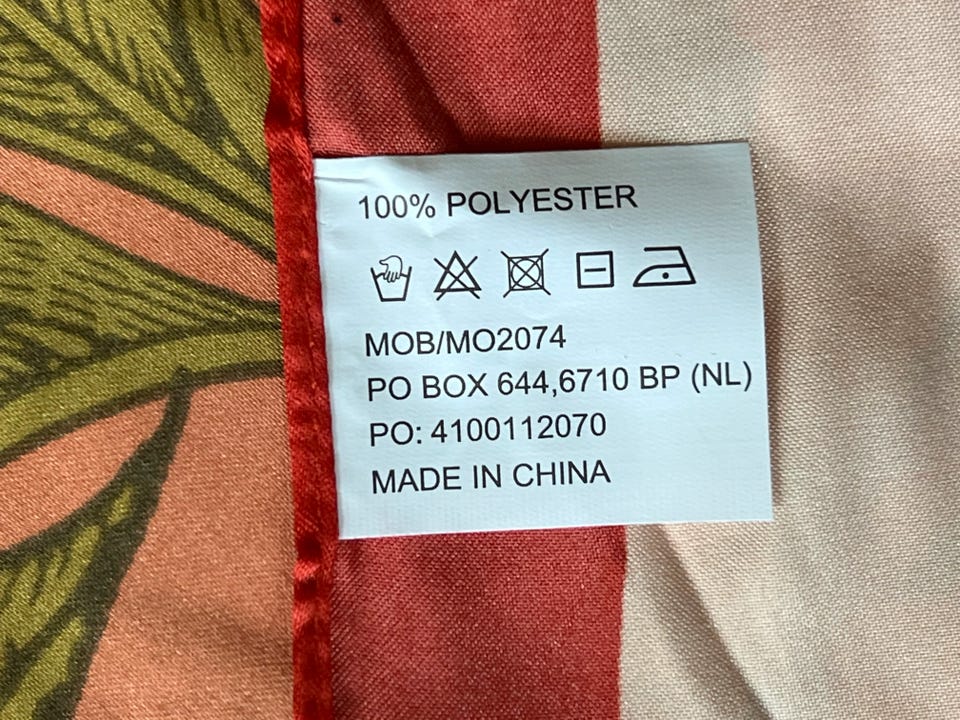 100% POLYESTER
MOB/MO2074
PO BOX 644,6710 BP (NL)
PO: 4100112070
MADE IN CHINA